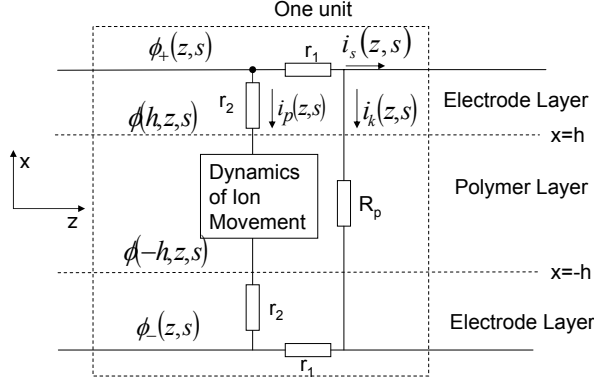 One unit
ϕ₊(z,s)
r₁
iₛ(z,s)
r₂
iₚ(z,s)
iₖ(z,s)
Electrode Layer
ϕ(h,z,s)
x=h
x
z
Dynamics
of Ion
Movement
Rₚ
Polymer Layer
ϕ(-h,z,s)
x=-h
r₂
ϕ₋(z,s)
Electrode Layer
r₁